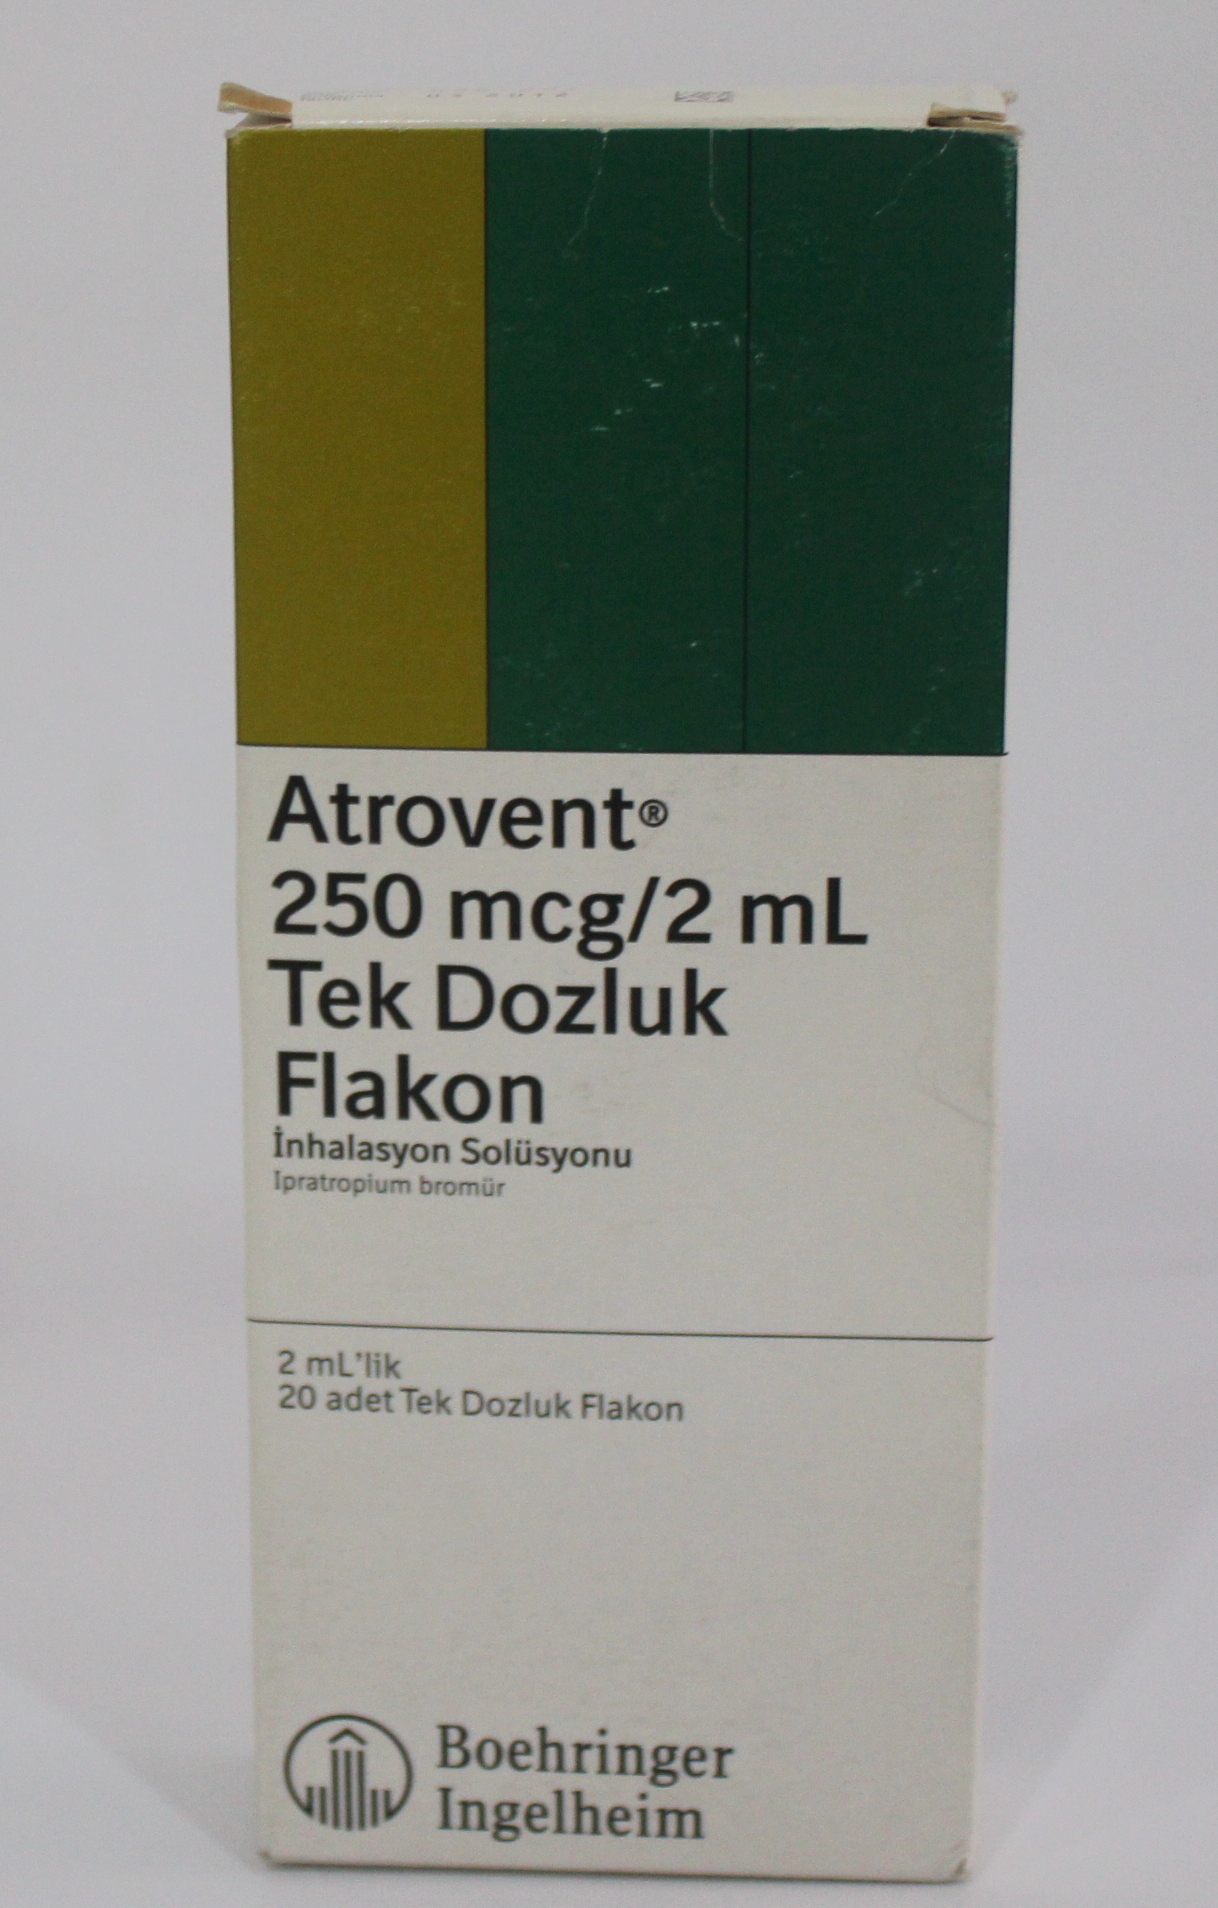 Atrovent®
250 mcg/2 mL
Tek Dozluk
Flakon
İnhalasyon Solüsyonu
Ipratropium bromür
2 mL'lik
20 adet Tek Dozluk Flakon
Boehringer
Ingelheim